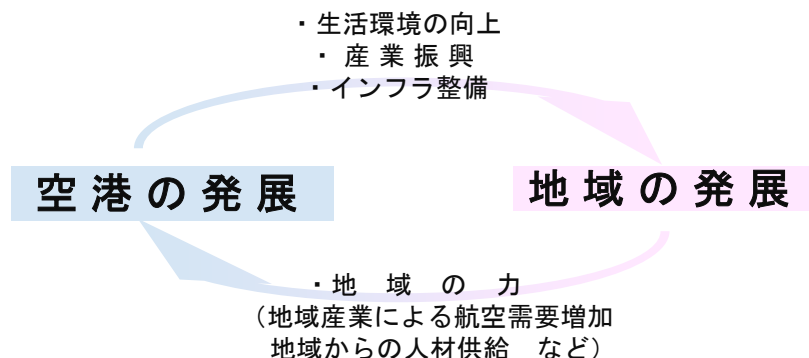 ・生活環境の向上
・産業振興
・インフラ整備
空港の発展
地域の発展
・地　域　の　力
（地域産業による航空需要増加
地域からの人材供給　など）